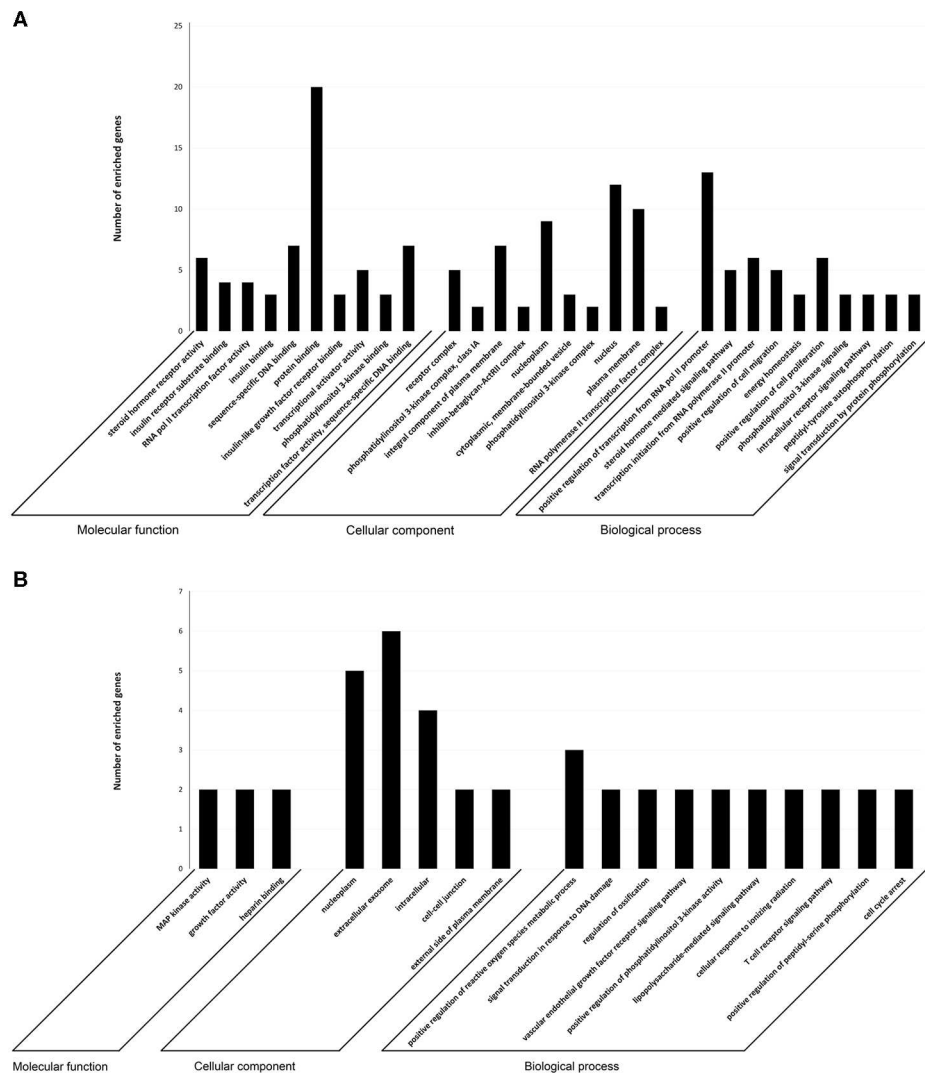 A
Number of enriched genes
25
20
15
10
5
0
steroid hormone receptor activity
insulin receptor substrate binding
RNA pol II transcription factor activity
insulin binding
sequence-specific DNA binding
protein binding
insulin-like growth factor receptor binding
transcriptional activator activity
phosphatidylinositol 3-kinase binding
transcription factor activity, sequence-specific DNA binding
receptor complex
phosphatidylinositol 3-kinase complex, class IA
integral component of plasma membrane
inhibin-betaglycan-ActRII complex
nucleoplasm
cytoplasmic, membrane-bounded vesicle
phosphatidylinositol 3-kinase complex
nucleus
plasma membrane
RNA polymerase II transcription factor complex
positive regulation of transcription from RNA pol II promoter
steroid hormone mediated signaling pathway
transcription initiation from RNA polymerase II promoter
positive regulation of cell migration
energy homeostasis
positive regulation of cell proliferation
phosphatidylinositol 3-kinase signaling
intracellular receptor signaling pathway
peptidyl-tyrosine autophosphorylation
signal transduction by protein phosphorylation
Molecular function
Cellular component
Biological process
B
Number of enriched genes
7
6
5
4
3
2
1
0
MAP kinase activity
growth factor activity
heparin binding
nucleoplasm
extracellular exosome
intracellular
cell-cell junction
external side of plasma membrane
positive regulation of reactive oxygen species metabolic process
signal transduction in response to DNA damage
regulation of ossification
vascular endothelial growth factor receptor signaling pathway
positive regulation of phosphatidylinositol 3-kinase activity
lipopolysaccharide-mediated signaling pathway
cellular response to ionizing radiation
T cell receptor signaling pathway
positive regulation of peptidyl-serine phosphorylation
cell cycle arrest
Molecular function
Cellular component
Biological process